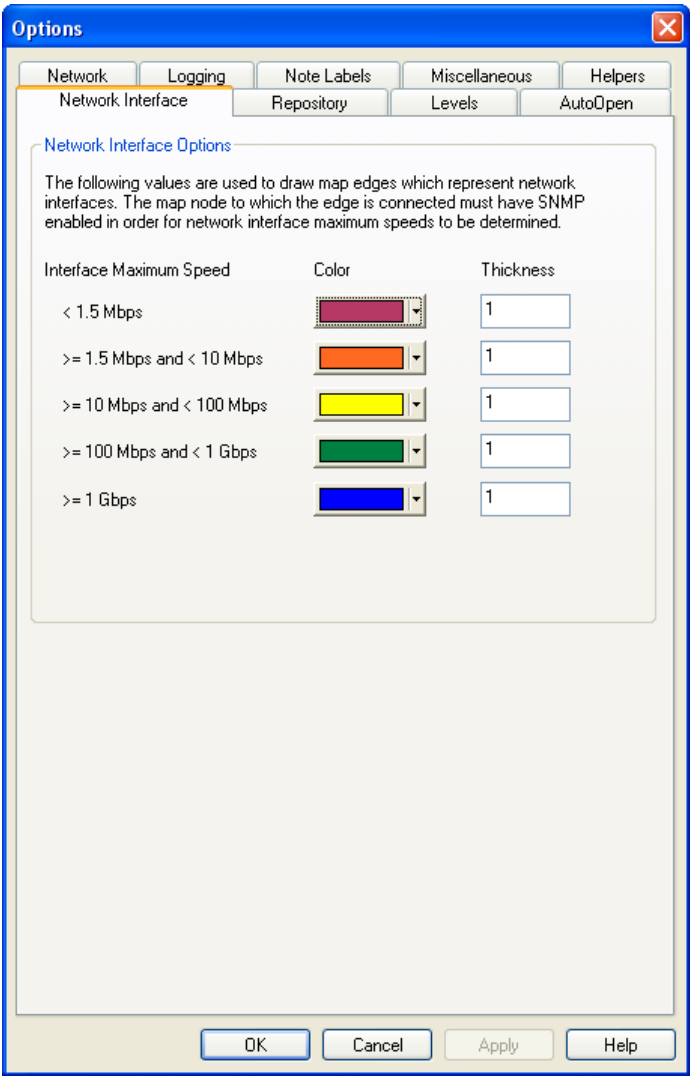 Options
Network Logging Note Labels Miscellaneous Helpers
Network Interface Repository Levels AutoOpen
Network Interface Options
The following values are used to draw map edges which represent network
interfaces. The map node to which the edge is connected must have SNMP
enabled in order for network interface maximum speeds to be determined.
Interface Maximum Speed Color Thickness
< 1.5 Mbps 1
>= 1.5 Mbps and < 10 Mbps 1
>= 10 Mbps and < 100 Mbps 1
>= 100 Mbps and < 1 Gbps 1
>= 1 Gbps 1
OK Cancel Apply Help